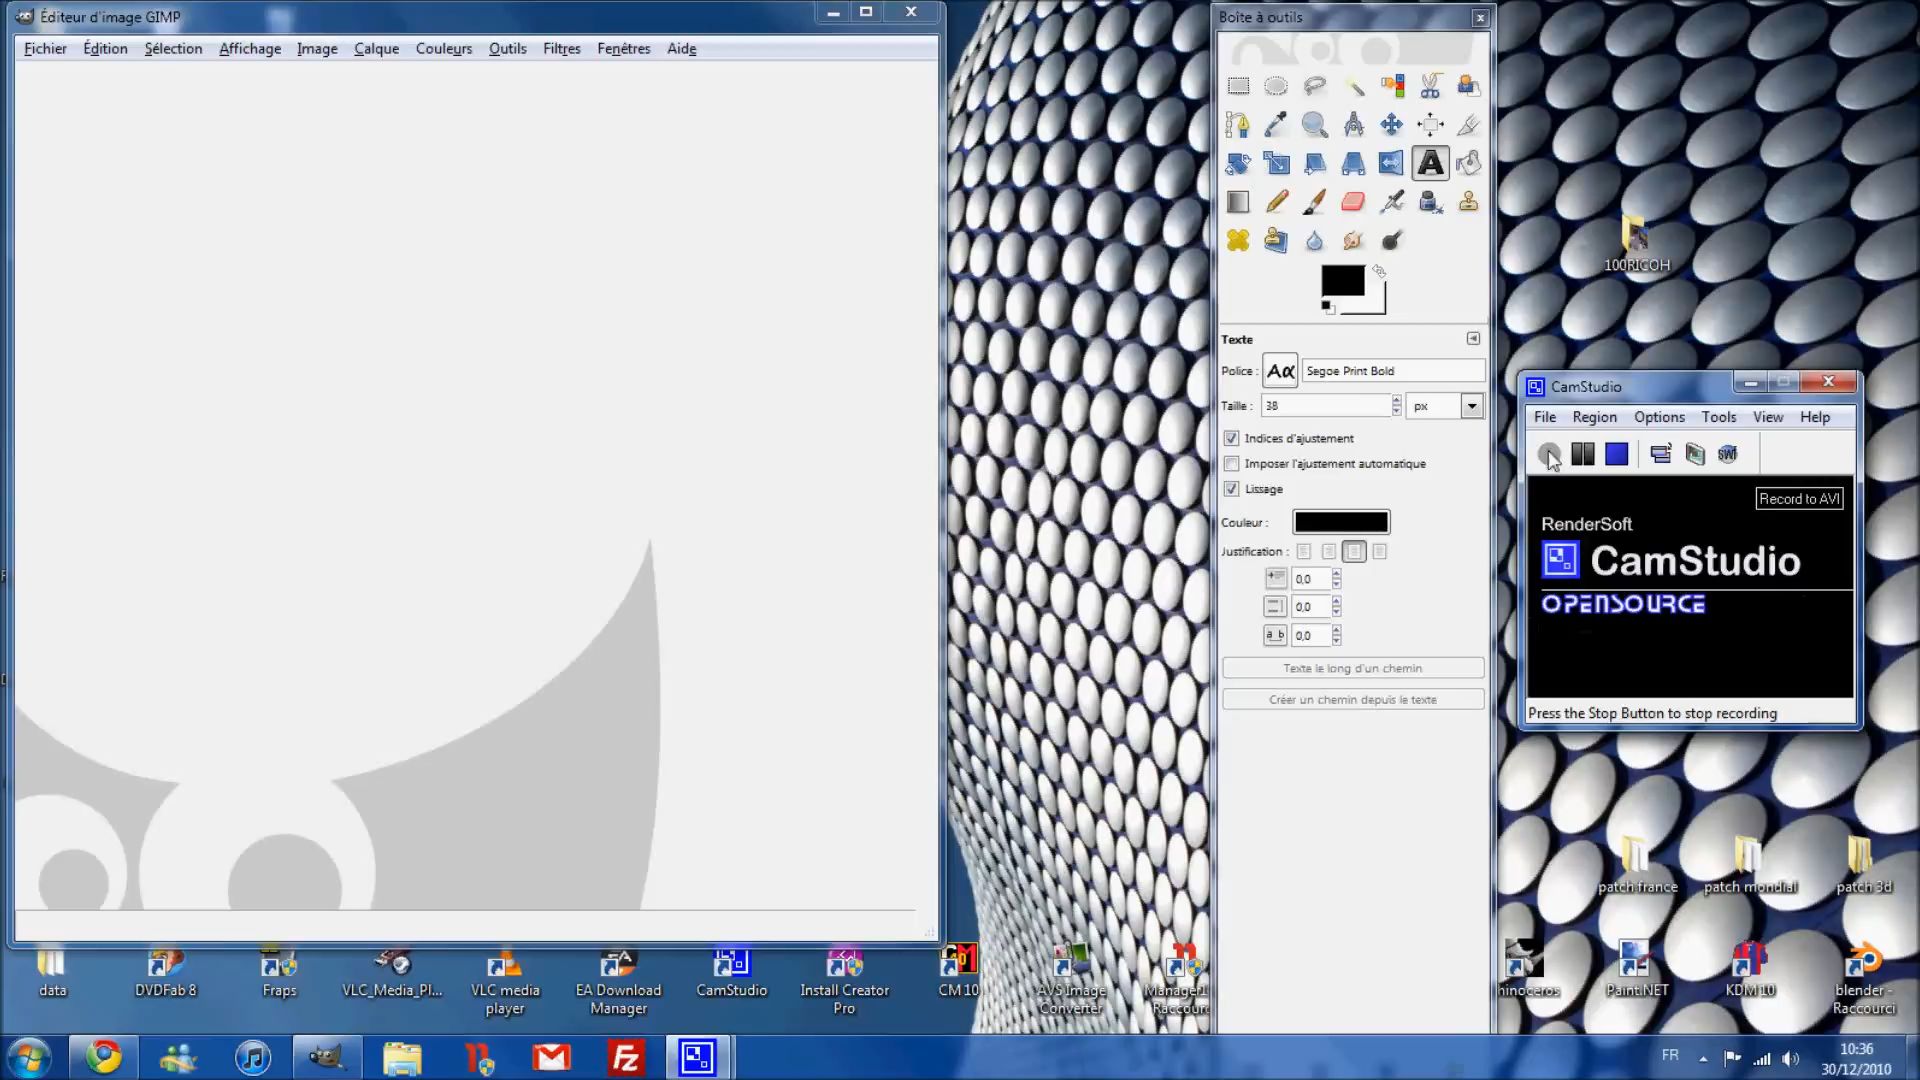 Éditeur d'image GIMP
Fichier Édition Sélection Affichage Image Calque Couleurs Outils Filtres Fenêtres Aide
Boîte à outils
Texte
Police : Aα Segoe Print Bold
Taille : 38 px
Indices d'ajustement
Imposer l'ajustement automatique
Lissage
Couleur :
Justification :
0,0
0,0
a_b 0,0
Texte le long d'un chemin
Créer un chemin depuis le texte
100RICOH
CamStudio
File Region Options Tools View Help
SWF
Record to AVI
RenderSoft
CamStudio
OPENSOURCE
Press the Stop Button to stop recording
patch france
patch mondial
patch 3d
data
DVDFab 8
Fraps
VLC_Media_Pl...
VLC media player
EA Download Manager
CamStudio
Install Creator Pro
CM 10
AVS Image Converter
Raccourc
hinoceros
Paint.NET
KDM 10
blender - Raccourci
FR
10:36
30/12/2010